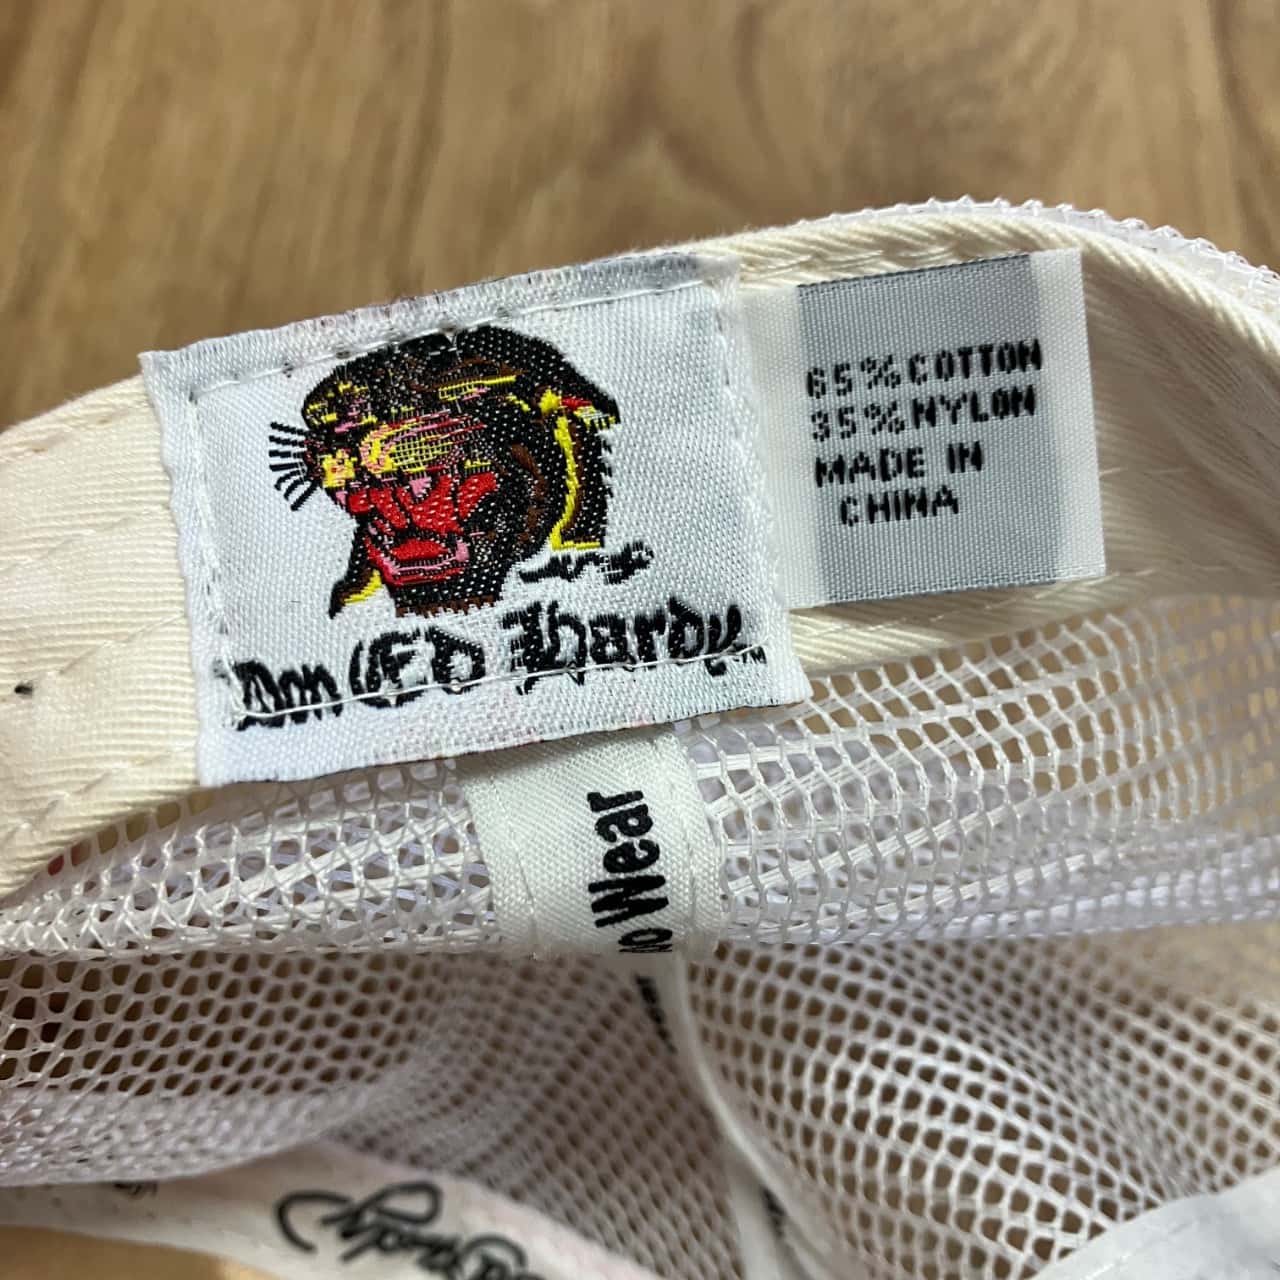 Don Ed Hardy
65% COTTON
35% NYLON
MADE IN
CHINA
Wear